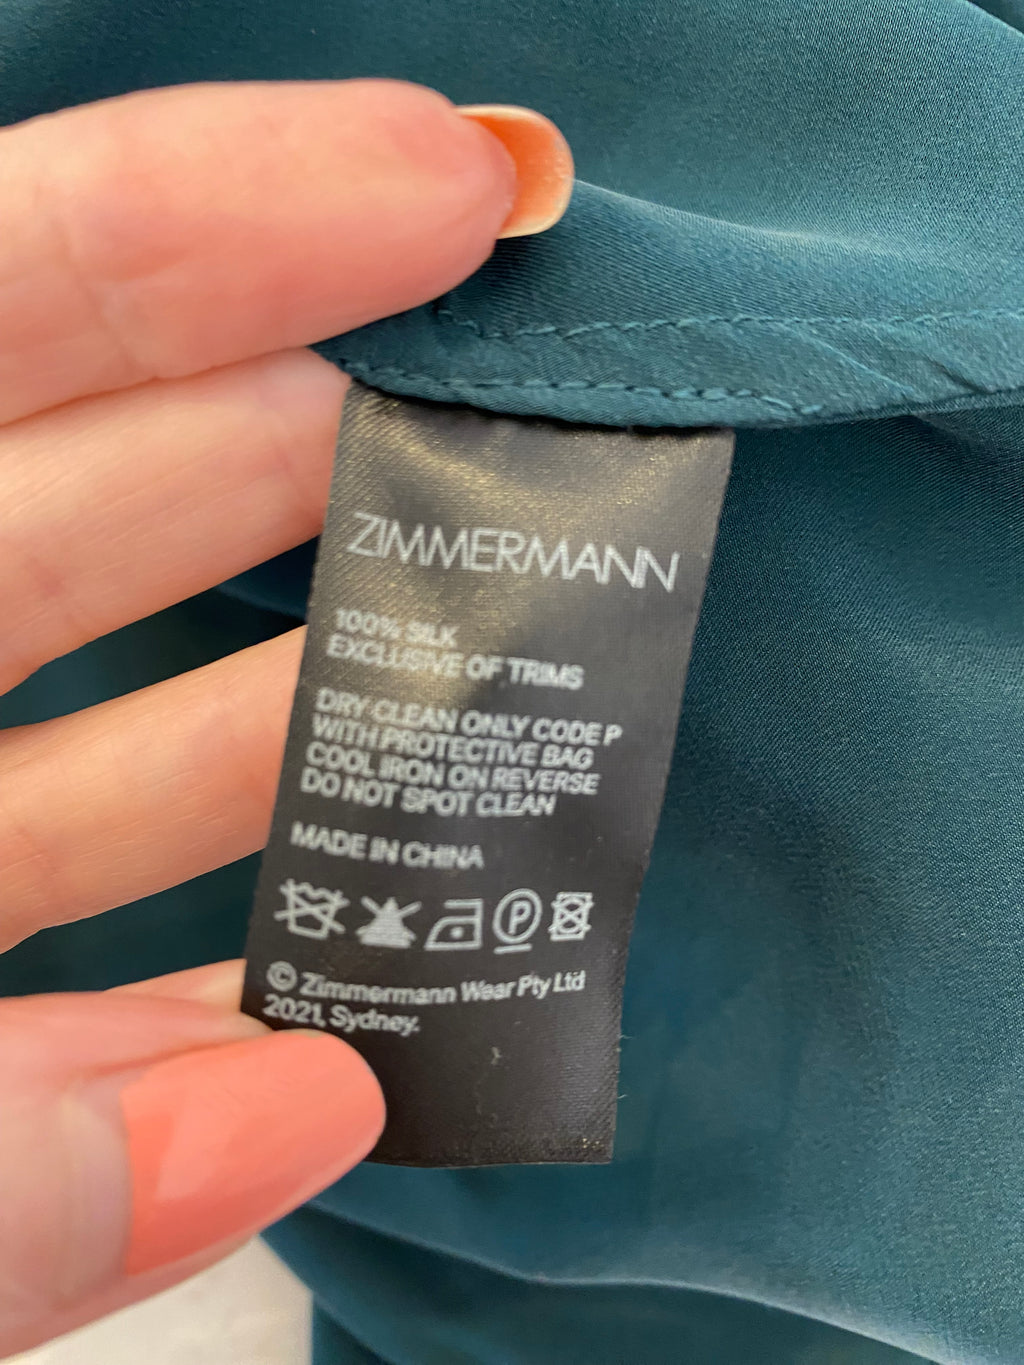 ZIMMERMANN
100% SILK
EXCLUSIVE OF TRIMS
DRY CLEAN ONLY CODE P
WITH PROTECTIVE BAG
COOL IRON ON REVERSE
DO NOT SPOT CLEAN
MADE IN CHINA
P
© Zimmermann Wear Pty Ltd
2021, Sydney.